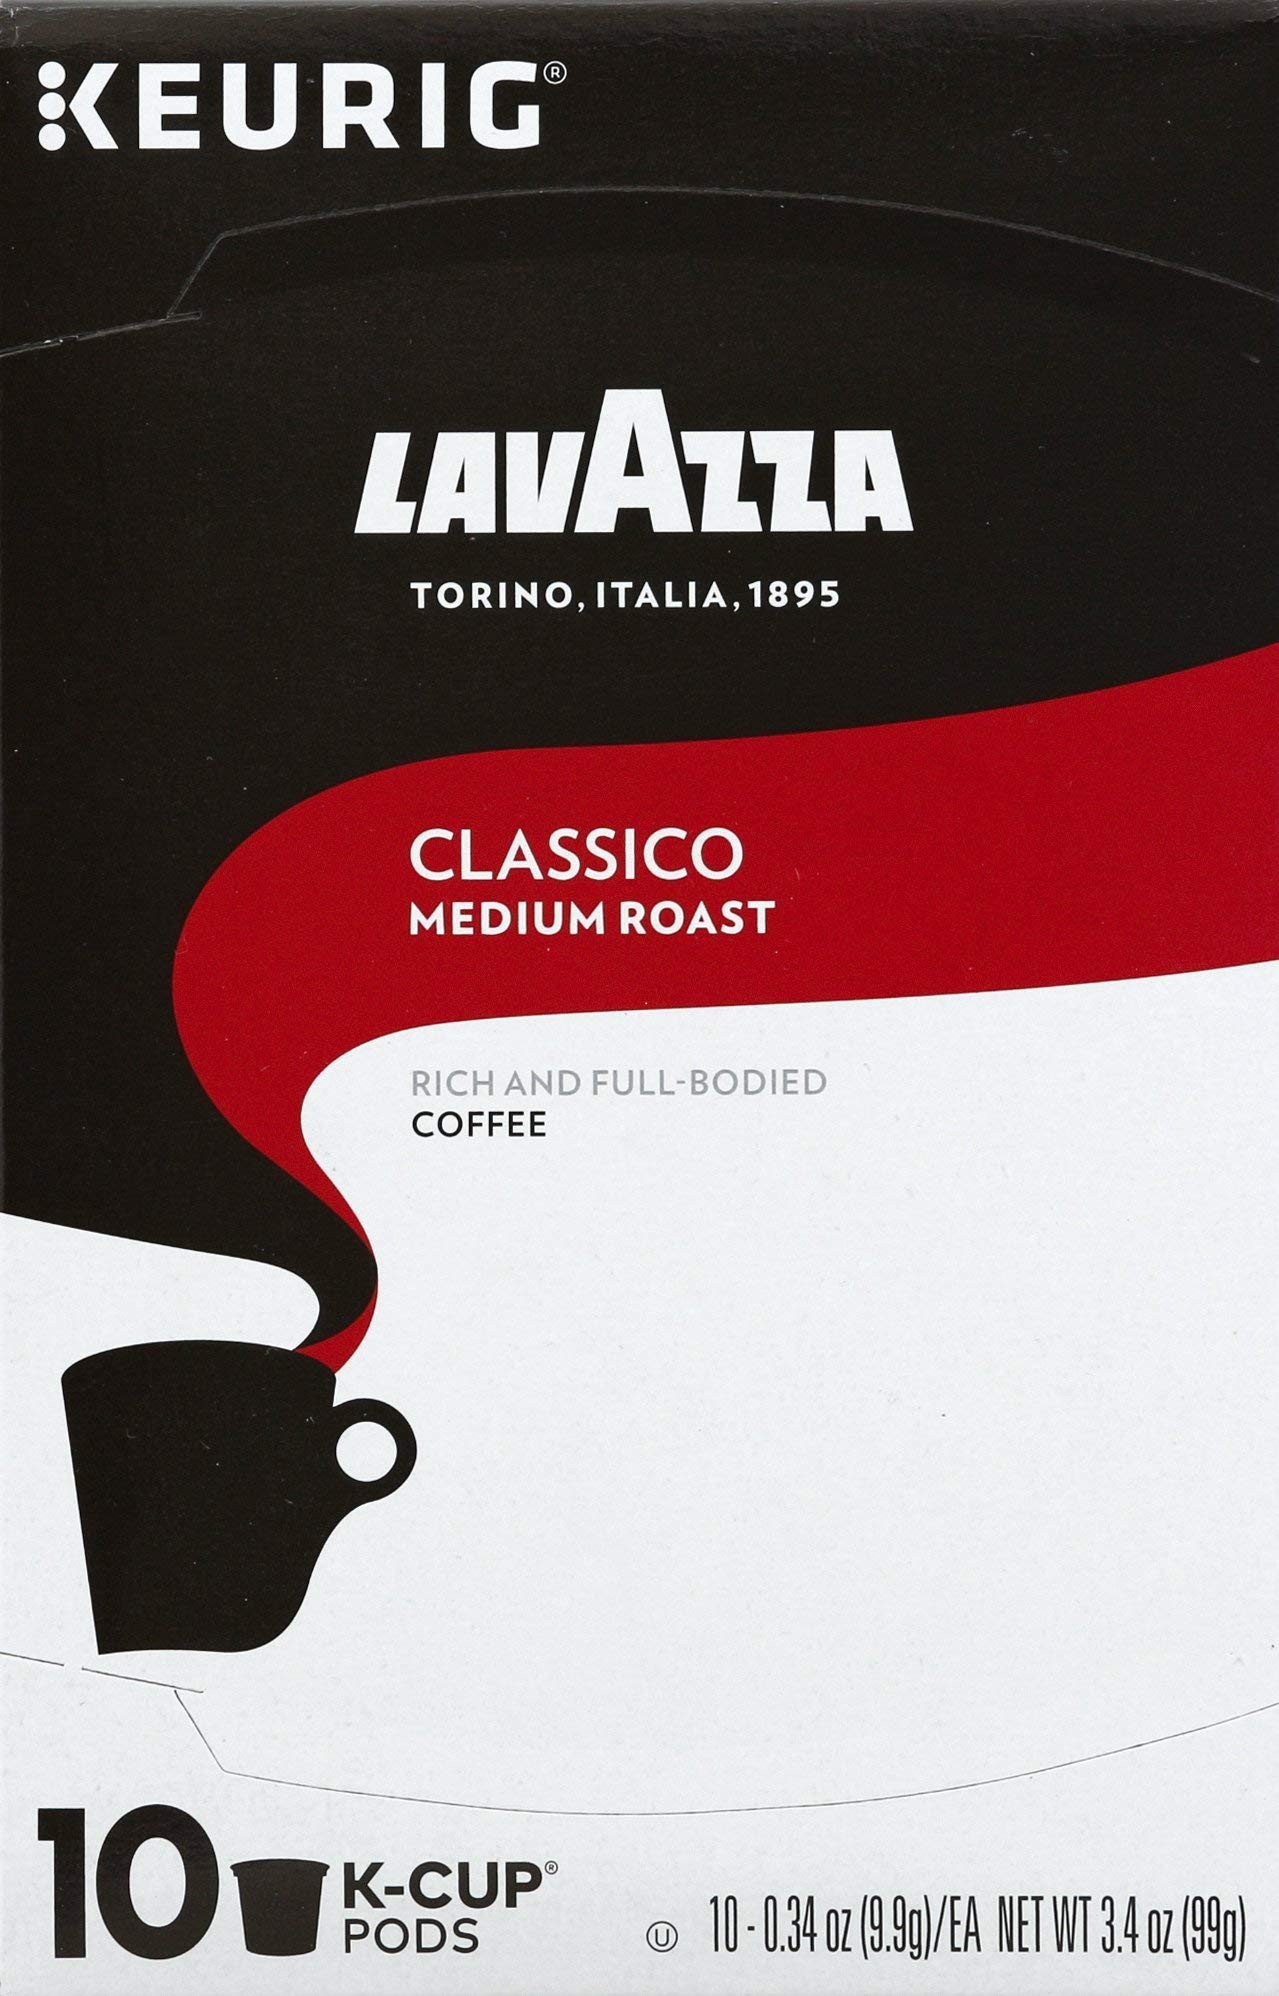 KEURIG®
LAVAZZA
TORINO, ITALIA, 1895
CLASSICO
MEDIUM ROAST
RICH AND FULL-BODIED
COFFEE
10 K-CUP®
PODS
U 10 - 0.34 oz (9.9g)/EA NET WT 3.4 oz (99g)